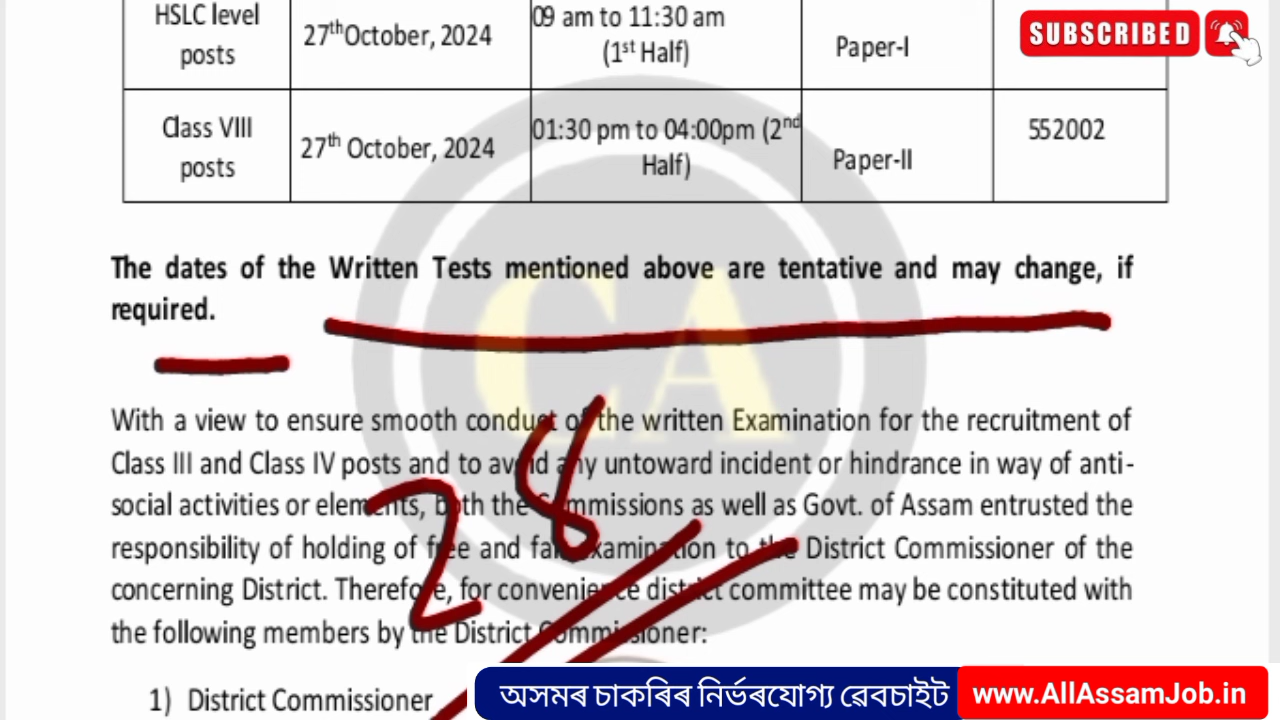 HSLC level
posts
27thOctober, 2024
09 am to 11:30 am
(1st Half)
Paper-I
SUBSCRIBED
Class VIII
posts
27th October, 2024
01:30 pm to 04:00pm (2nd
Half)
Paper-II
552002
The dates of the Written Tests mentioned above are tentative and may change, if
required.
CA
With a view to ensure smooth conduct of the written Examination for the recruitment of
Class III and Class IV posts and to avoid any untoward incident or hindrance in way of anti-
social activities or elements, both the Commissions as well as Govt. of Assam entrusted the
responsibility of holding of free and fair examination to the District Commissioner of the
concerning District. Therefore, for convenience district committee may be constituted with
the following members by the District Commissioner:
28
1) District Commissioner
অসমৰ চাকৰিৰ নিৰ্ভৰযোগ্য ৱেবচাইট
www.AllAssamJob.in